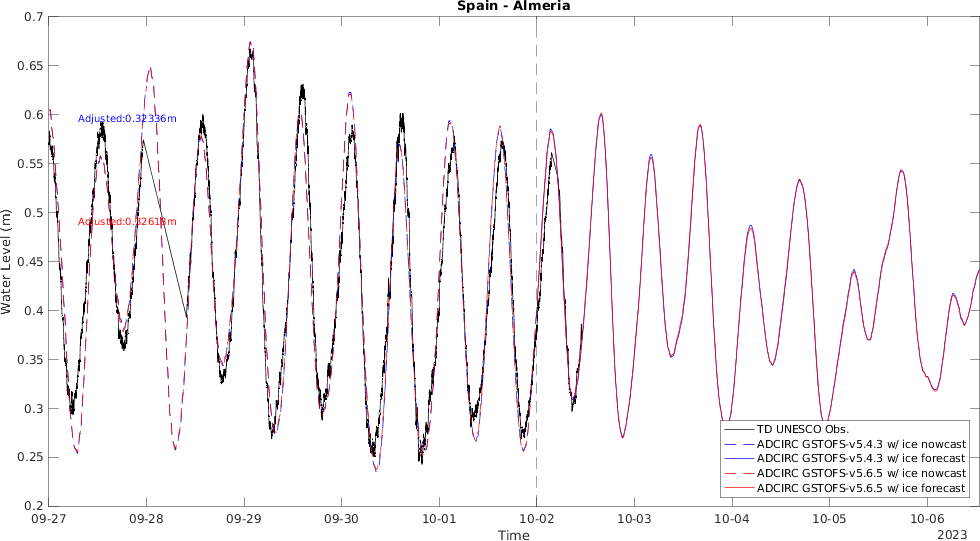 Spain - Almeria
0.7
0.65
0.6
0.55
0.5
0.45
0.4
0.35
0.3
0.25
0.2
Water Level (m)
Adjusted:0.32336m
Adjusted:0.32618m
TD UNESCO Obs.
ADCIRC GSTOFS-v5.4.3 w/ ice nowcast
ADCIRC GSTOFS-v5.4.3 w/ ice forecast
ADCIRC GSTOFS-v5.6.5 w/ ice nowcast
ADCIRC GSTOFS-v5.6.5 w/ ice forecast
09-27 09-28 09-29 09-30 10-01 10-02 10-03 10-04 10-05 10-06
Time
2023